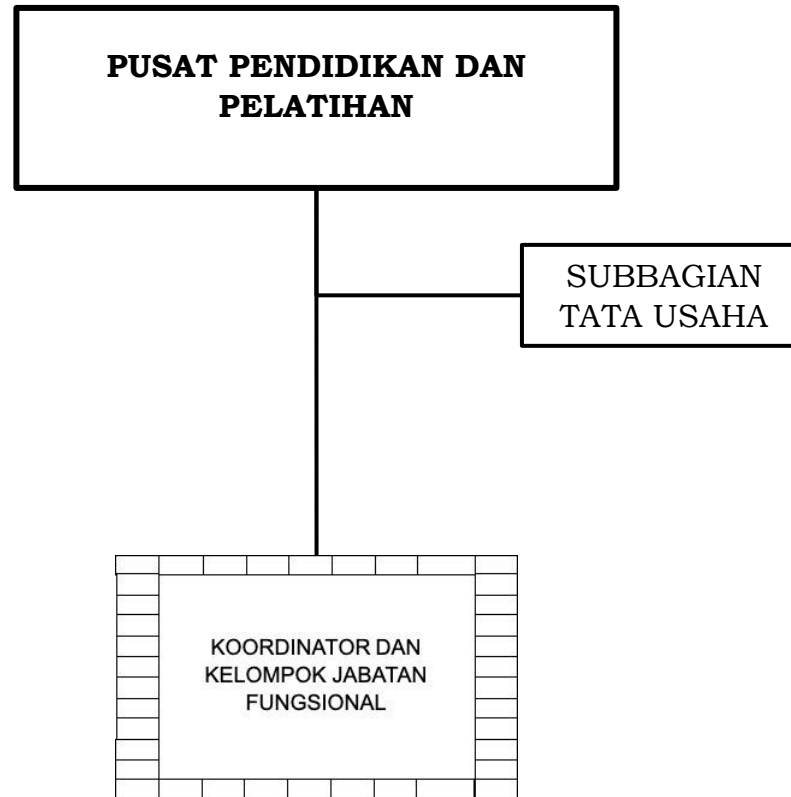 PUSAT PENDIDIKAN DAN
PELATIHAN
SUBBAGIAN
TATA USAHA
KOORDINATOR DAN
KELOMPOK JABATAN
FUNGSIONAL